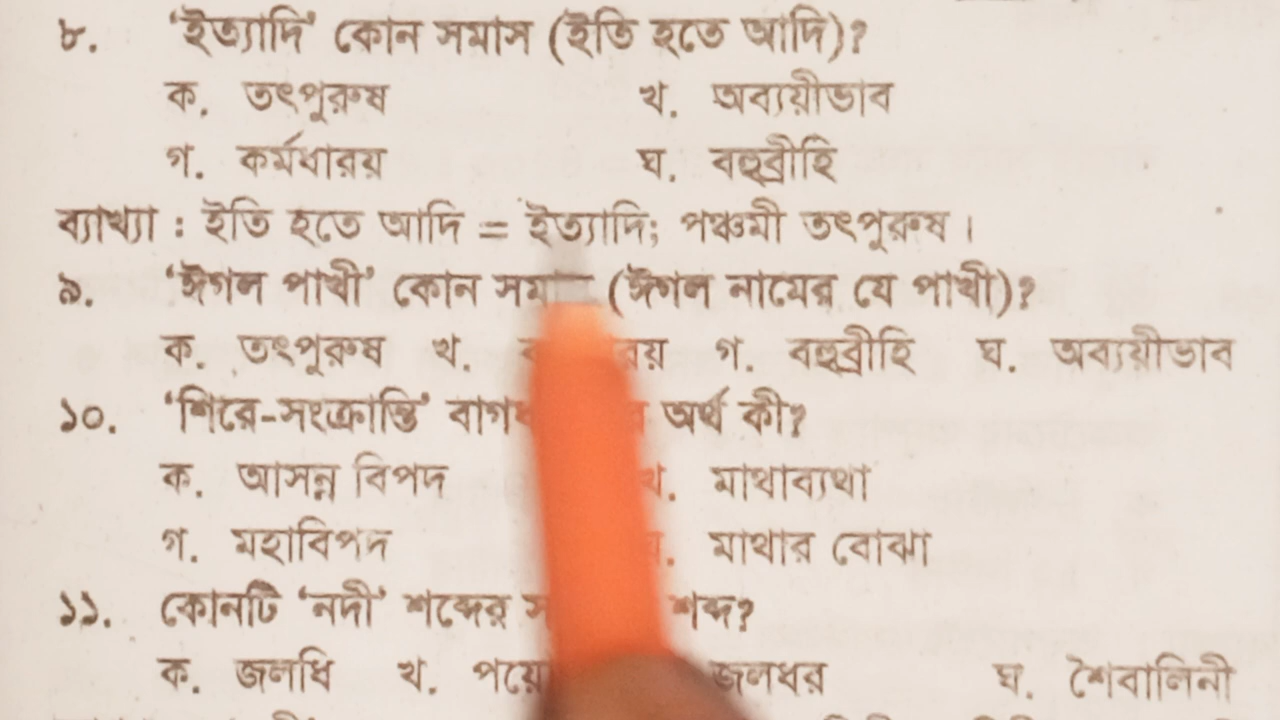 ৮. ‘ইত্যাদি’ কোন সমাস (ইতি হতে আদি)?
ক. তৎপুরুষ খ. অব্যয়ীভাব
গ. কর্মধারয় ঘ. বহুব্রীহি
ব্যাখ্যা : ইতি হতে আদি = ইত্যাদি; পঞ্চমী তৎপুরুষ।
৯. ‘ঈগল পাখী’ কোন (ঈগল নামের যে পাখী)?
ক. তৎপুরুষ খ. গ. বহুব্রীহি ঘ. অব্যয়ীভাব
১০. ‘শিরে-সংক্রান্তি’ অর্থ কী?
ক. আসন্ন বিপদ খ. মাথাব্যথা
গ. মহাবিপদ মাথার বোঝা
১১. কোনটি ‘নদী’ শব্দের শব্দ?
ক. জলধি খ. জলধর ঘ. শৈবালিনী